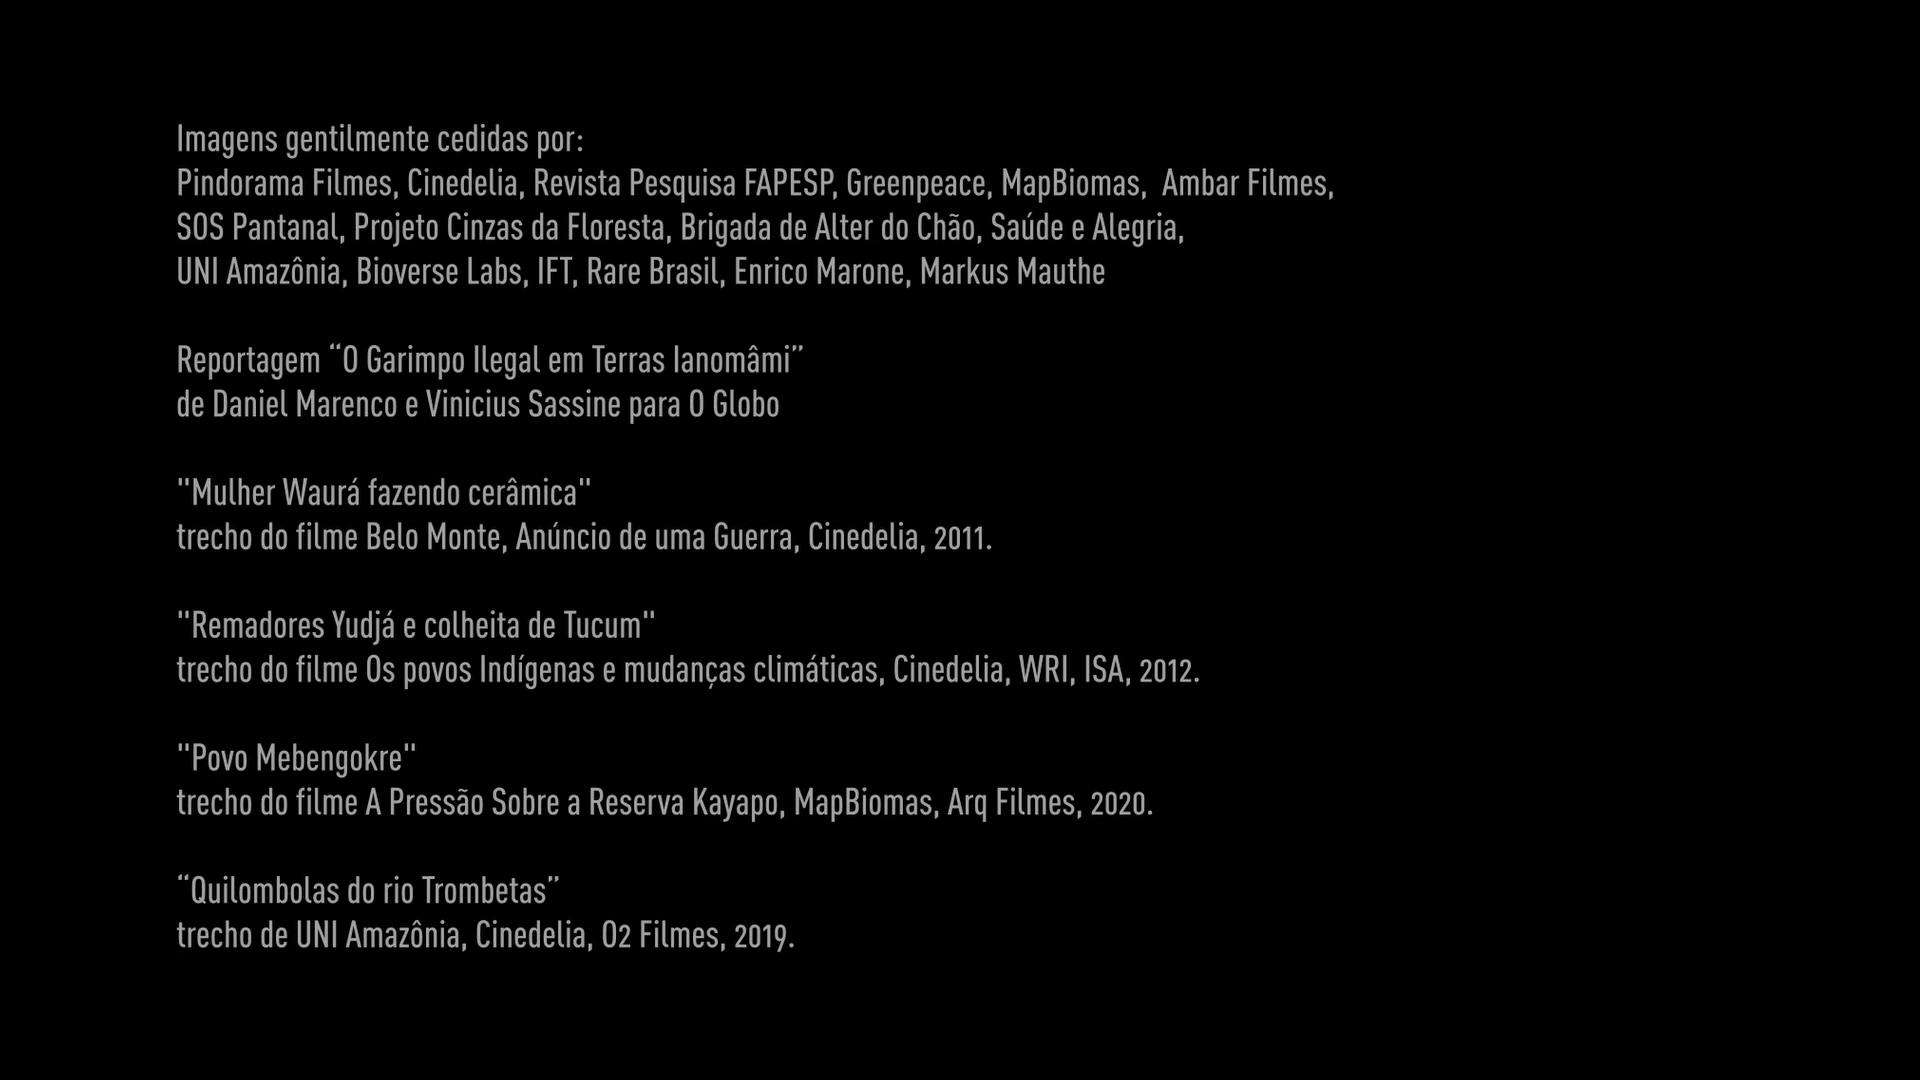 Imagens gentilmente cedidas por:
Pindorama Filmes, Cinedelia, Revista Pesquisa FAPESP, Greenpeace, MapBiomas,  Ambar Filmes,
SOS Pantanal, Projeto Cinzas da Floresta, Brigada de Alter do Chão, Saúde e Alegria,
UNI Amazônia, Bioverse Labs, IFT, Rare Brasil, Enrico Marone, Markus Mauthe
Reportagem “O Garimpo Ilegal em Terras Ianomâmi”
de Daniel Marenco e Vinicius Sassine para O Globo
"Mulher Waurá fazendo cerâmica"
trecho do filme Belo Monte, Anúncio de uma Guerra, Cinedelia, 2011.
"Remadores Yudjá e colheita de Tucum"
trecho do filme Os povos Indígenas e mudanças climáticas, Cinedelia, WRI, ISA, 2012.
"Povo Mebengokre"
trecho do filme A Pressão Sobre a Reserva Kayapo, MapBiomas, Arq Filmes, 2020.
“Quilombolas do rio Trombetas”
trecho de UNI Amazônia, Cinedelia, O2 Filmes, 2019.